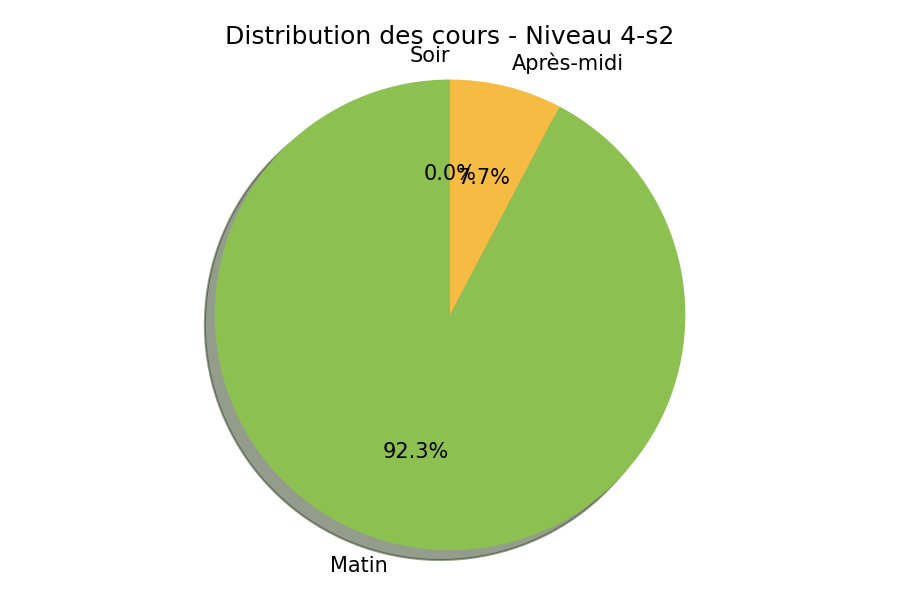 Distribution des cours - Niveau 4-s2
Soir
Après-midi
0.0%
7.7%
92.3%
Matin